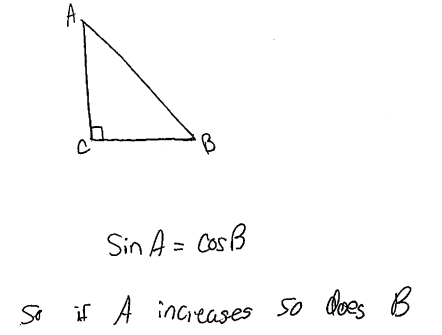 A
C
B
Sin A = Cos B
So if A increases so does B